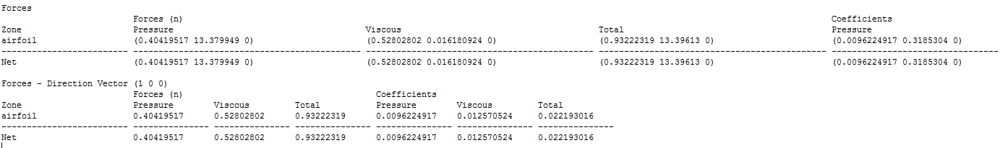 Forces
Forces (n) Coefficients
Zone Pressure Viscous Total Pressure
airfoil (0.40419517 13.379949 0) (0.52802802 0.016180924 0) (0.93222319 13.39613 0) (0.0096224917 0.3185304 0)
------------------------- --------------------------------------------- --------------------------------------------- --------------------------------------------- ---------------------------------
Net (0.40419517 13.379949 0) (0.52802802 0.016180924 0) (0.93222319 13.39613 0) (0.0096224917 0.3185304 0)
Forces - Direction Vector (1 0 0)
Forces (n) Coefficients
Zone Pressure Viscous Total Pressure Viscous Total
airfoil 0.40419517 0.52802802 0.93222319 0.0096224917 0.012570524 0.022193016
------------------------- --------------- --------------- --------------- --------------- --------------- ---------------
Net 0.40419517 0.52802802 0.93222319 0.0096224917 0.012570524 0.022193016